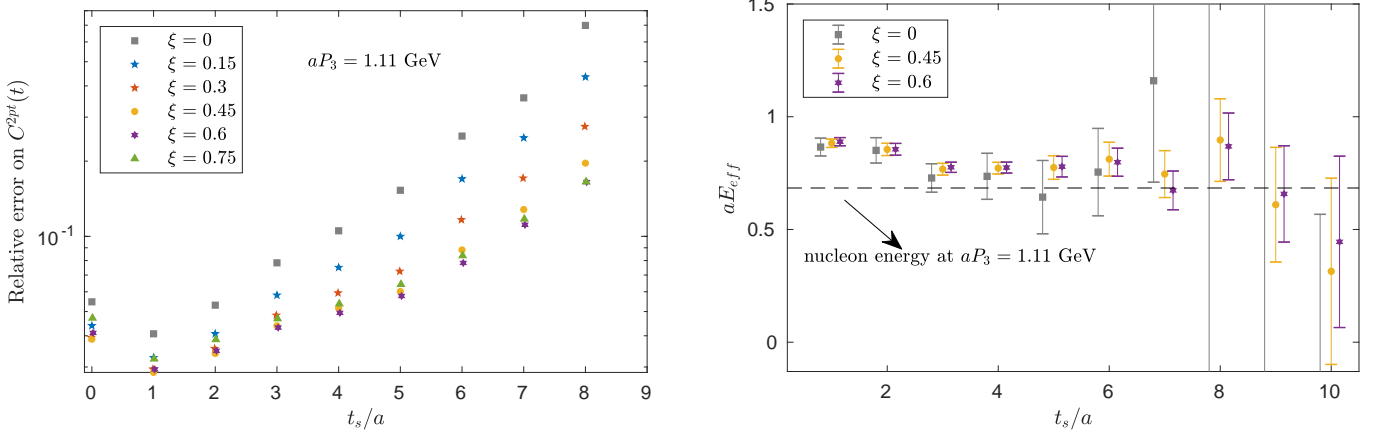 ξ = 0
ξ = 0.15
ξ = 0.3
ξ = 0.45
ξ = 0.6
ξ = 0.75
aP₃ = 1.11 GeV
Relative error on C²ᵖᵗ(t)
10⁻¹
0 1 2 3 4 5 6 7 8 9
tₛ/a
ξ = 0
ξ = 0.45
ξ = 0.6
1.5
1
0.5
0
aE_{eff}
nucleon energy at aP₃ = 1.11 GeV
2 4 6 8 10
tₛ/a